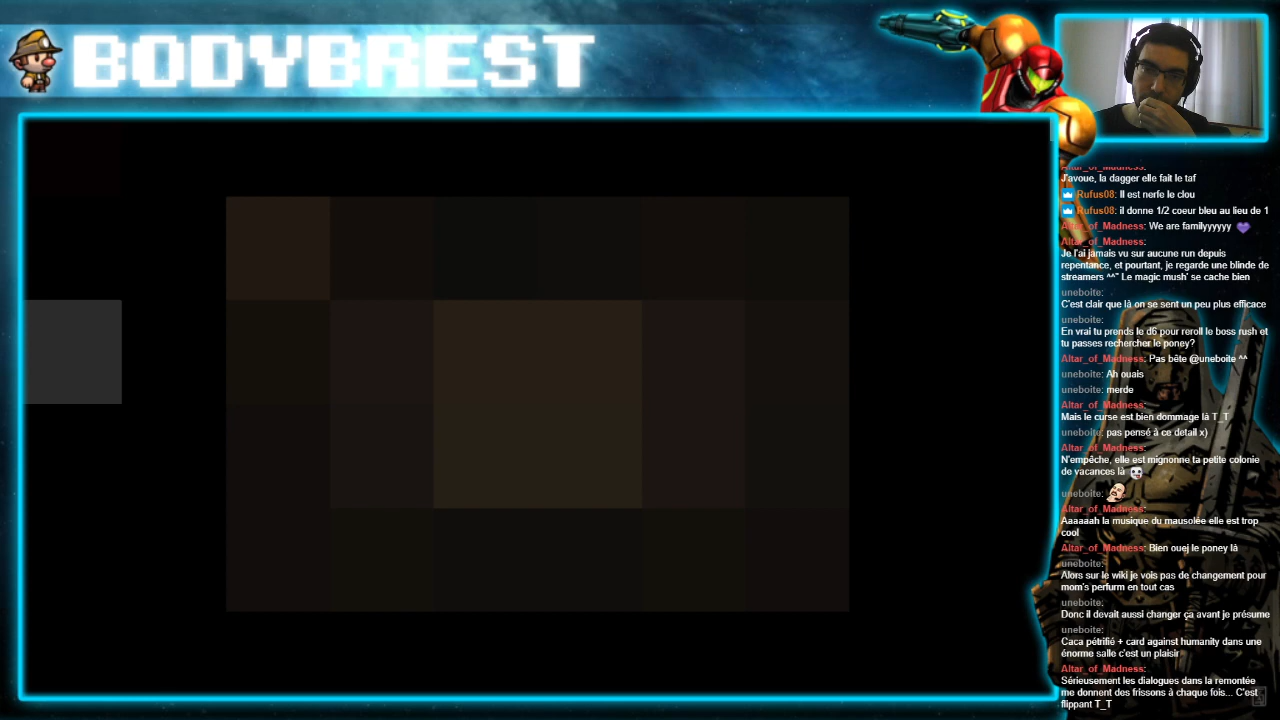 BODYBREST
Altar_of_Madness:
J'avoue, la dagger elle fait le taf
Rufus08: Il est nerfe le clou
Rufus08: il donne 1/2 coeur bleu au lieu de 1
Altar_of_Madness: We are familyyyyy
Altar_of_Madness:
Je l'ai jamais vu sur aucune run depuis
repentance, et pourtant, je regarde une blinde de
streamers ^^" Le magic mush' se cache bien
uneboite:
C'est clair que là on se sent un peu plus efficace
uneboite:
En vrai tu prends le d6 pour reroll le boss rush et
tu passes rechercher le poney?
Altar_of_Madness: Pas bête @uneboite ^^
uneboite: Ah ouais
uneboite: merde
Altar_of_Madness:
Mais le curse est bien dommage là T_T
uneboite: pas pensé à ce detail x)
Altar_of_Madness:
N'empêche, elle est mignonne ta petite colonie
de vacances là
uneboite:
Altar_of_Madness:
Aaaaaah la musique du mausolée elle est trop
cool
Altar_of_Madness: Bien ouej le poney là
uneboite:
Alors sur le wiki je vois pas de changement pour
mom's perfurm en tout cas
uneboite:
Donc il devait aussi changer ça avant je présume
uneboite:
Caca pétrifié + card against humanity dans une
énorme salle c'est un plaisir
Altar_of_Madness:
Sérieusement les dialogues dans la remontée
me donnent des frissons à chaque fois... C'est
flippant T_T